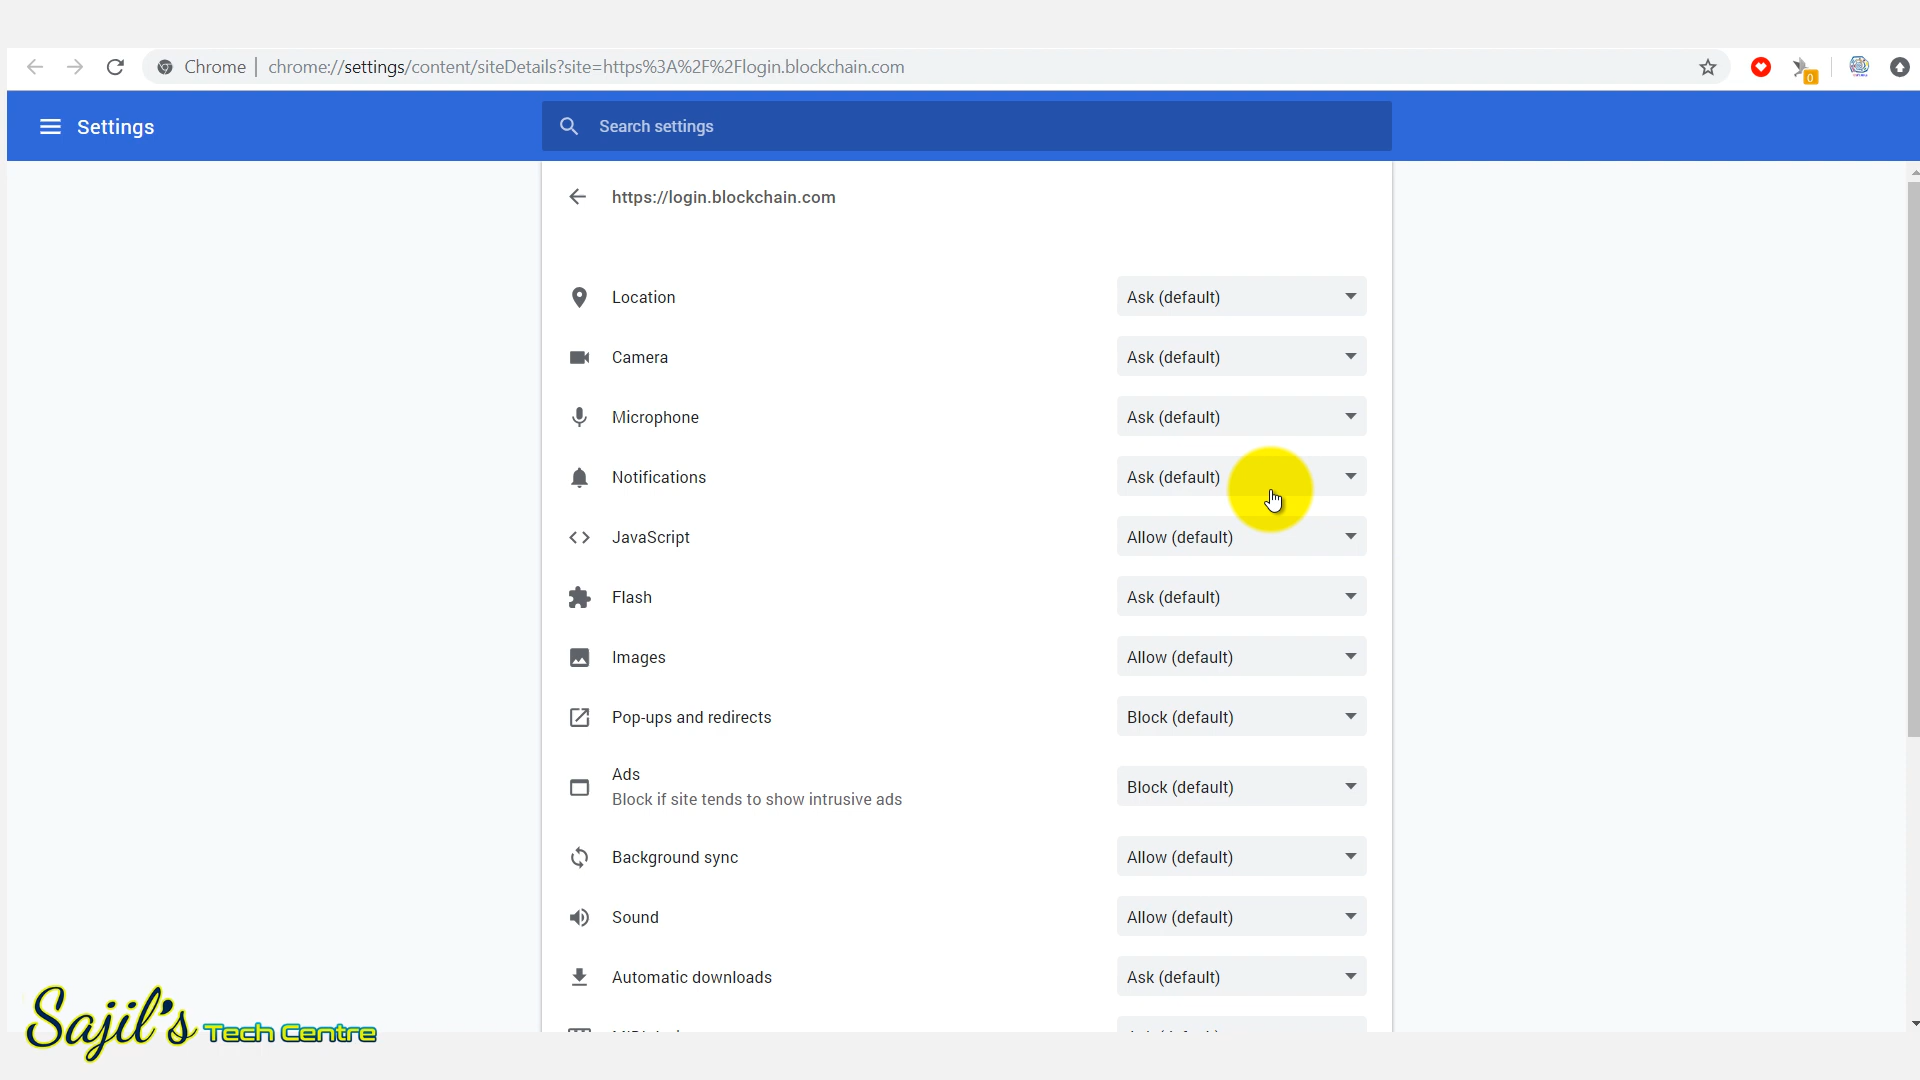 Chrome | chrome://settings/content/siteDetails?site=https%3A%2F%2Flogin.blockchain.com
0
Settings
Search settings
https://login.blockchain.com
Location Ask (default)
Camera Ask (default)
Microphone Ask (default)
Notifications Ask (default)
JavaScript Allow (default)
Flash Ask (default)
Images Allow (default)
Pop-ups and redirects Block (default)
Ads
Block if site tends to show intrusive ads Block (default)
Background sync Allow (default)
Sound Allow (default)
Automatic downloads Ask (default)
Sajil's Tech Centre